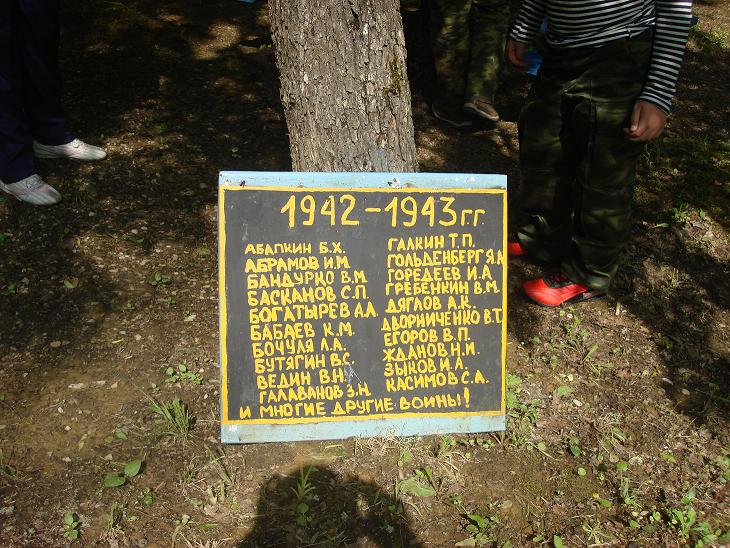 1942-1943гг
АБАПКИН Б.Х.
АБРАМОВ И.М.
БАНДУРКО В.М.
БАСКАНОВ С.П.
БОГАТЫРЕВ А.А.
БАБАЕВ К.М.
БОЧУЛЯ Л.А.
БУТЯГИН В.С.
ВЕДИН В.Н.
ГАЛАВАНОВ З.Н.
ГАЛКИН Т.П.
ГОЛЬДЕНБЕРГ Я.А
ГОРЕДЕЕВ И.А.
ГРЕБЕНКИН В.М.
ДЯГЛОВ А.К.
ДВОРНИЧЕНКО В.Т.
ЕГОРОВ В.П.
ЖДАНОВ Н.И.
ЗЫКОВ И.А.
КАСИМОВ С.А.
И МНОГИЕ ДРУГИЕ ВОИНЫ!